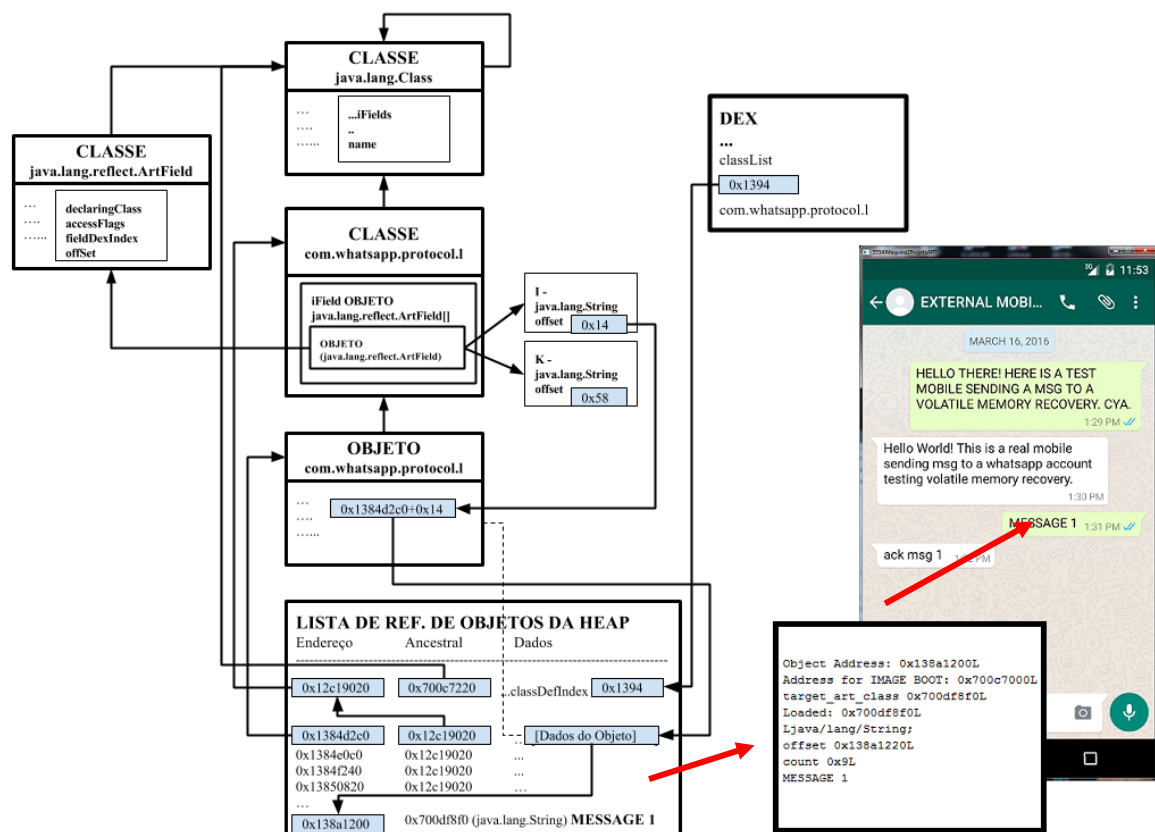 CLASSE
java.lang.Class
...
...iFields
....
..
…...
name
CLASSE
java.lang.reflect.ArtField
...
declaringClass
....
accessFlags
…...
fieldDexIndex
offSet
DEX
...
classList
0x1394
com.whatsapp.protocol.l
CLASSE
com.whatsapp.protocol.l
iField OBJETO
java.lang.reflect.ArtField[]
OBJETO
(java.lang.reflect.ArtField)
I -
java.lang.String
offset
0x14
K -
java.lang.String
offset
0x58
OBJETO
com.whatsapp.protocol.l
...
....
0x1384d2c0+0x14
…...
LISTA DE REF. DE OBJETOS DA HEAP
Endereço Ancestral Dados
0x12c19020 0x700c7220 ...classDefIndex 0x1394
0x1384d2c0 0x12c19020 ... [Dados do Objeto]
0x1384e0c0 0x12c19020 ...
0x1384f240 0x12c19020 ...
0x13850820 0x12c19020 ...
...
0x138a1200 0x700df8f0 (java.lang.String) MESSAGE 1
3G 11:53
EXTERNAL MOBI...
MARCH 16, 2016
HELLO THERE! HERE IS A TEST
MOBILE SENDING A MSG TO A
VOLATILE MEMORY RECOVERY. CYA.
1:29 PM
Hello World! This is a real mobile
sending msg to a whatsapp account
testing volatile memory recovery.
1:30 PM
MESSAGE 1 1:31 PM
ack msg 1
PM
Object Address: 0x138a1200L
Address for IMAGE BOOT: 0x700c7000L
target_art_class 0x700df8f0L
Loaded: 0x700df8f0L
Ljava/lang/String;
offset 0x138a1220L
count 0x9L
MESSAGE 1